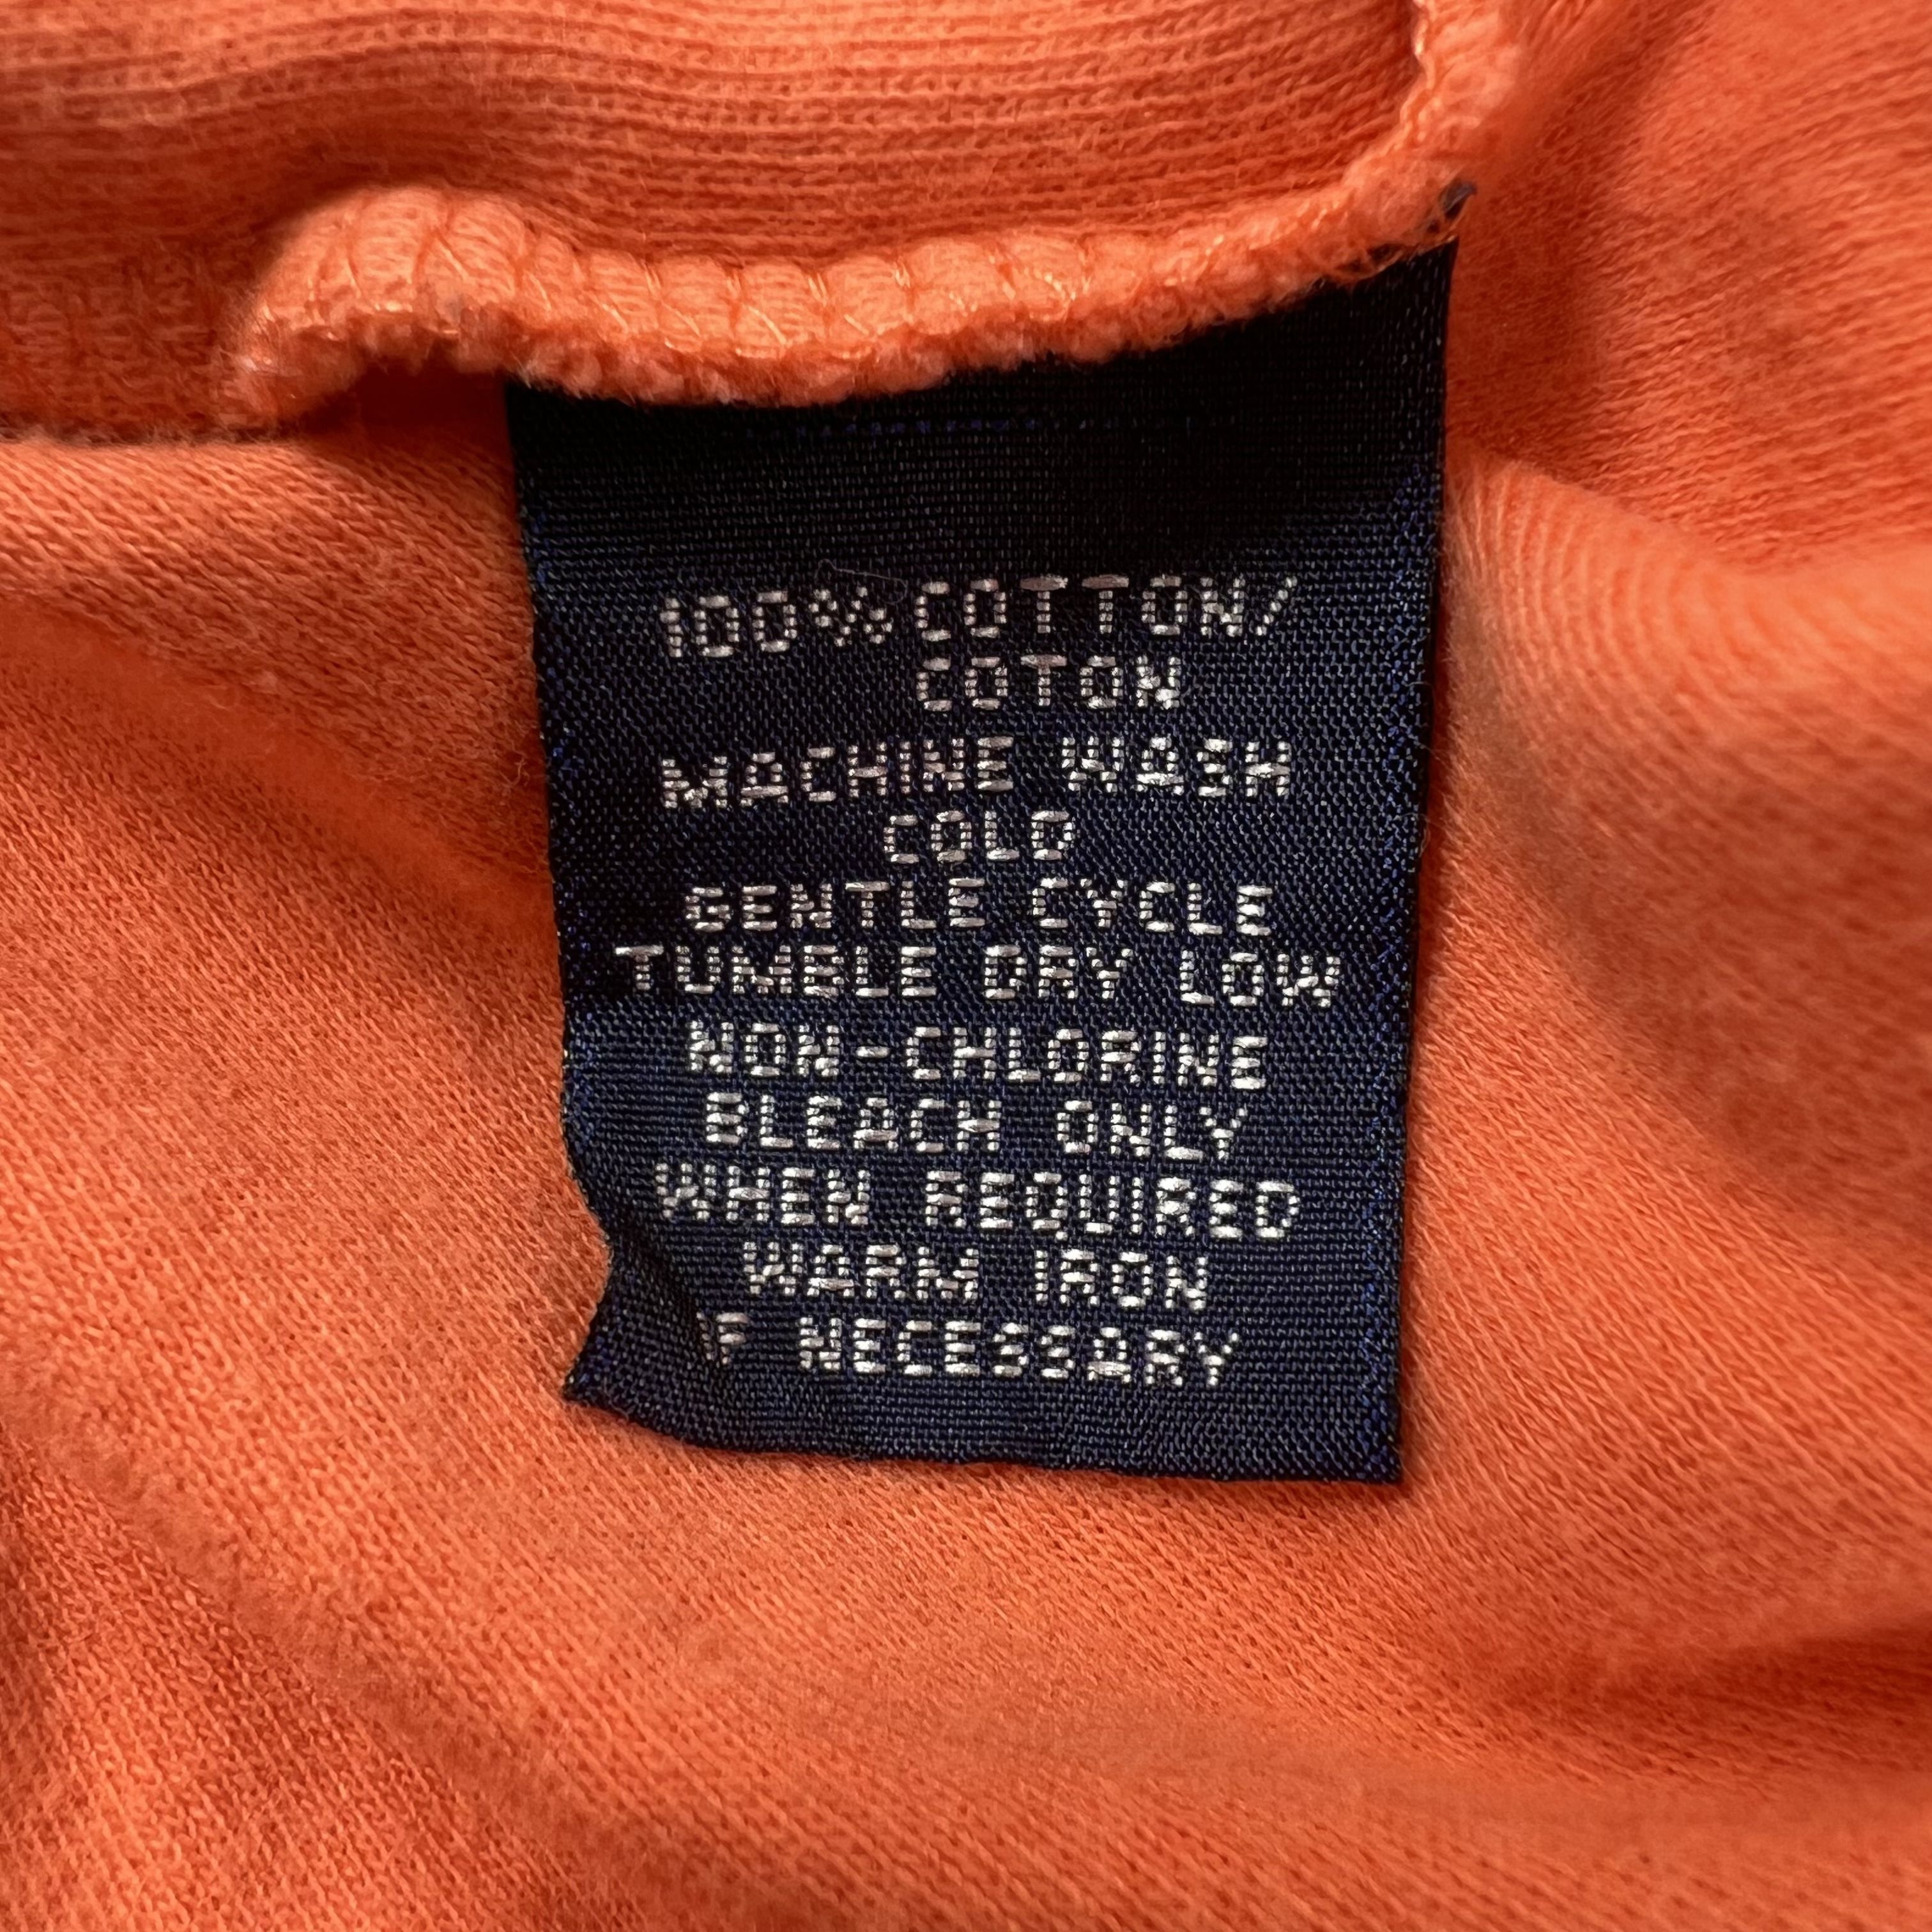 100% COTTON/
COTON
MACHINE WASH
COLD
GENTLE CYCLE
TUMBLE DRY LOW
NON-CHLORINE
BLEACH ONLY
WHEN REQUIRED
WARM IRON
F NECESSARY